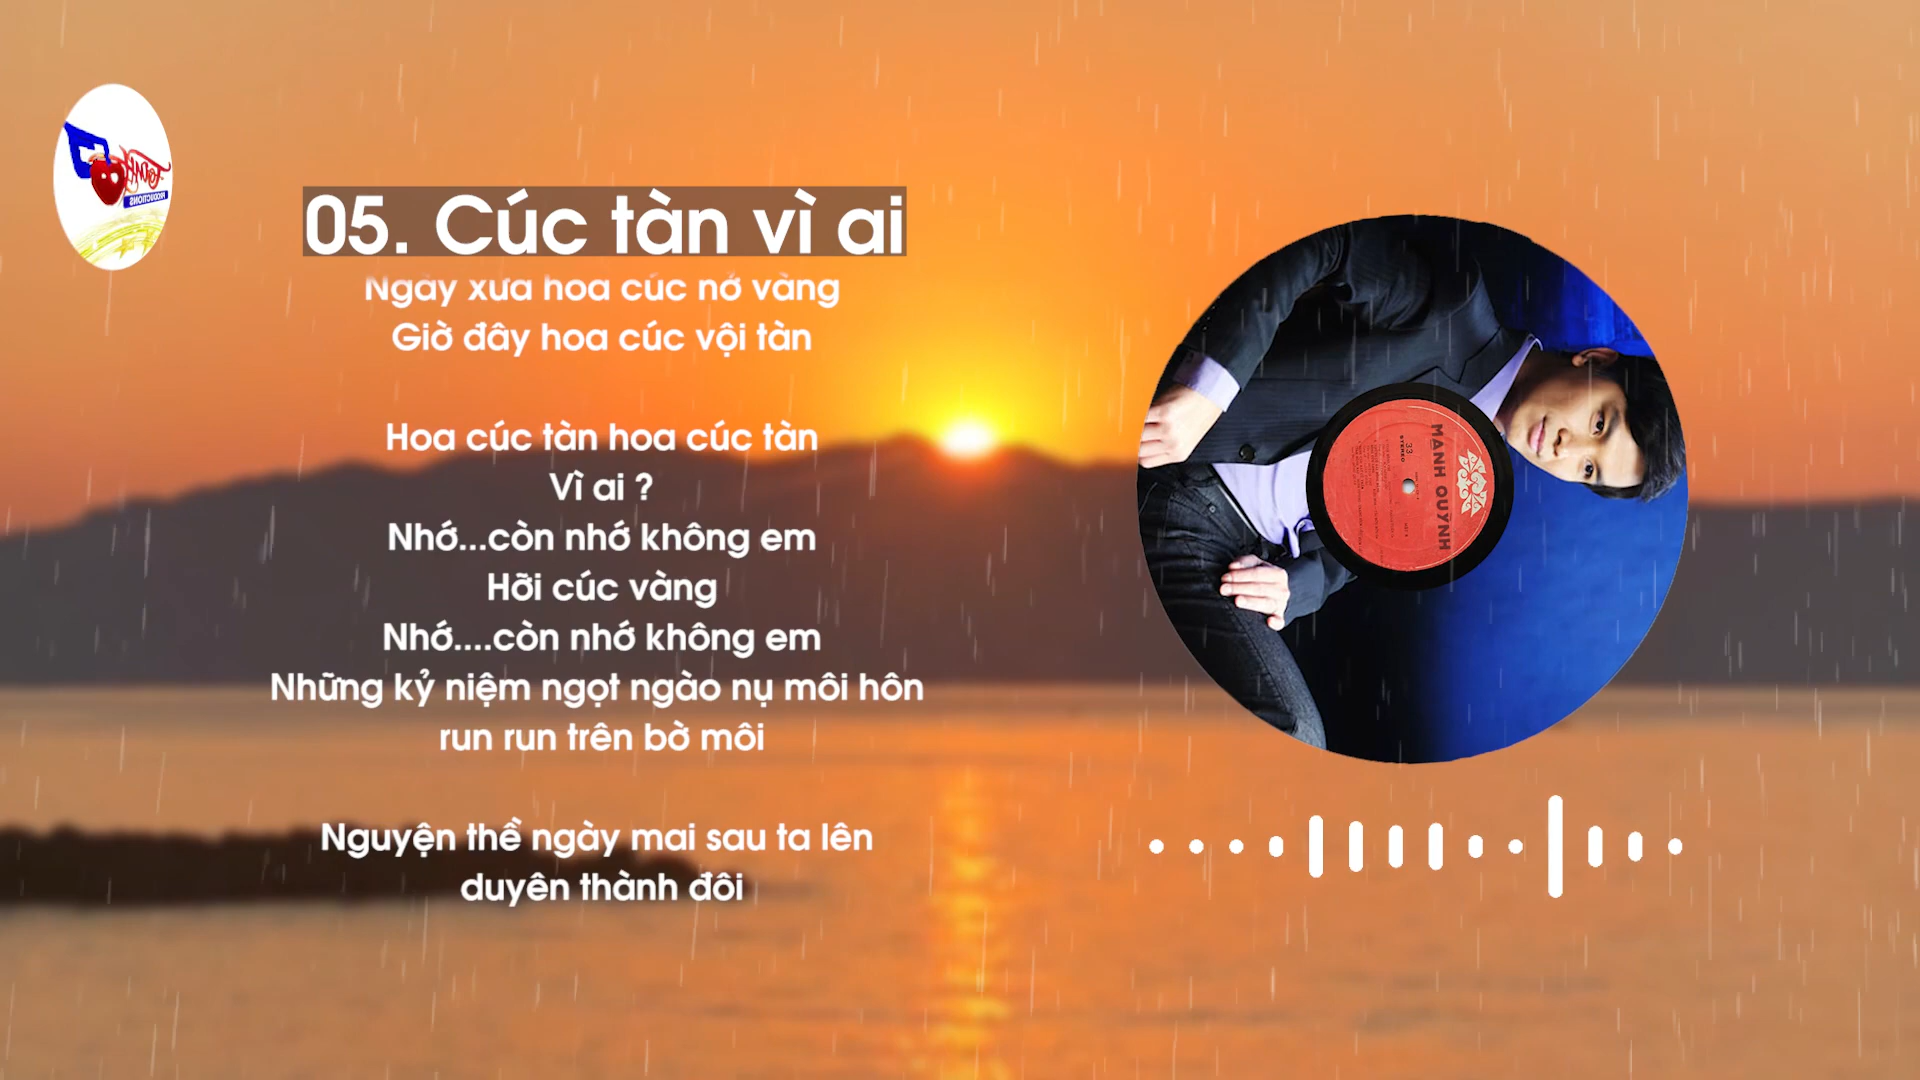 05. Cúc tàn vì ai
Ngày xưa hoa cúc nở vàng
Giờ đây hoa cúc vội tàn
Hoa cúc tàn hoa cúc tàn
Vì ai ?
Nhớ...còn nhớ không em
Hỡi cúc vàng
Nhớ....còn nhớ không em
Những kỷ niệm ngọt ngào nụ môi hôn
run run trên bờ môi
Nguyện thề ngày mai sau ta lên
duyên thành đôi
MẠNH QUỲNH
33
STEREO
PRODUCTIONS